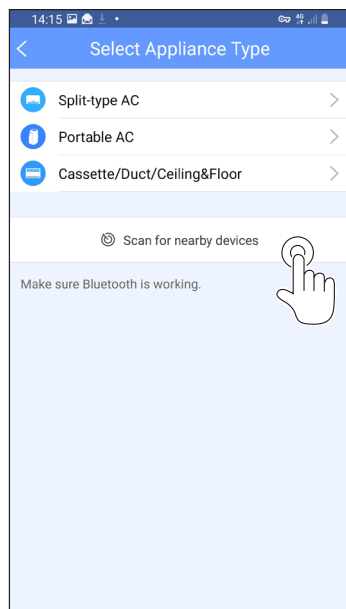 14:15
4G
Select Appliance Type
Split-type AC
Portable AC
Cassette/Duct/Ceiling&Floor
Scan for nearby devices
Make sure Bluetooth is working.